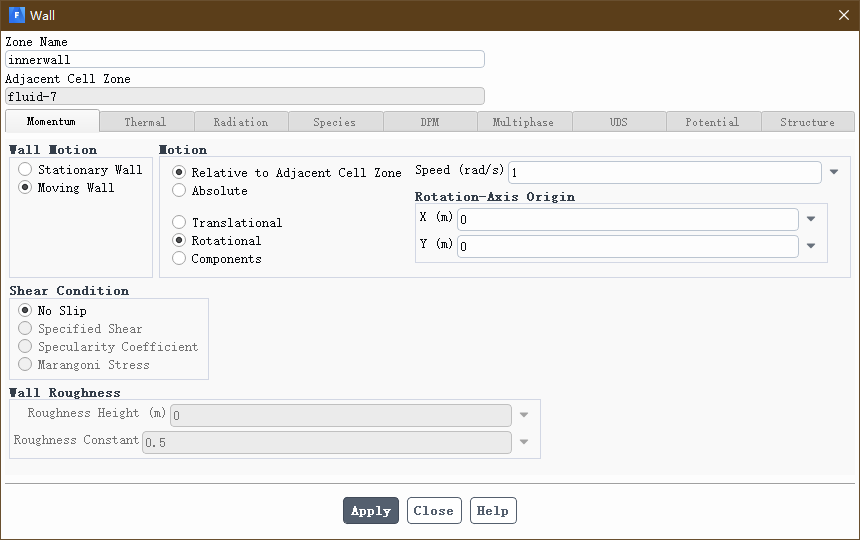 Wall
Zone Name
innerwall
Adjacent Cell Zone
fluid-7
Momentum Thermal Radiation Species DPM Multiphase UDS Potential Structure
Wall Motion
Stationary Wall
Moving Wall
Motion
Relative to Adjacent Cell Zone
Absolute
Translational
Rotational
Components
Speed (rad/s) 1
Rotation-Axis Origin
X (m) 0
Y (m) 0
Shear Condition
No Slip
Specified Shear
Specularity Coefficient
Marangoni Stress
Wall Roughness
Roughness Height (m) 0
Roughness Constant 0.5
Apply Close Help